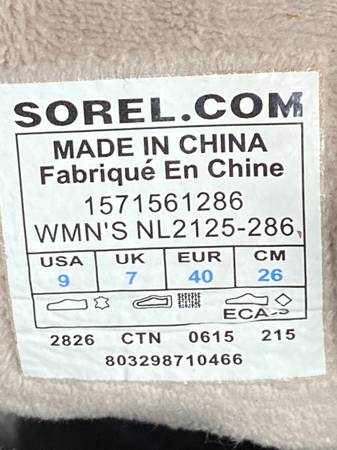 SOREL.COM
MADE IN CHINA
Fabriqué En Chine
1571561286
WMN'S NL2125-286
USA UK EUR CM
9 7 40 26
2826 CTN 0615 215
803298710466